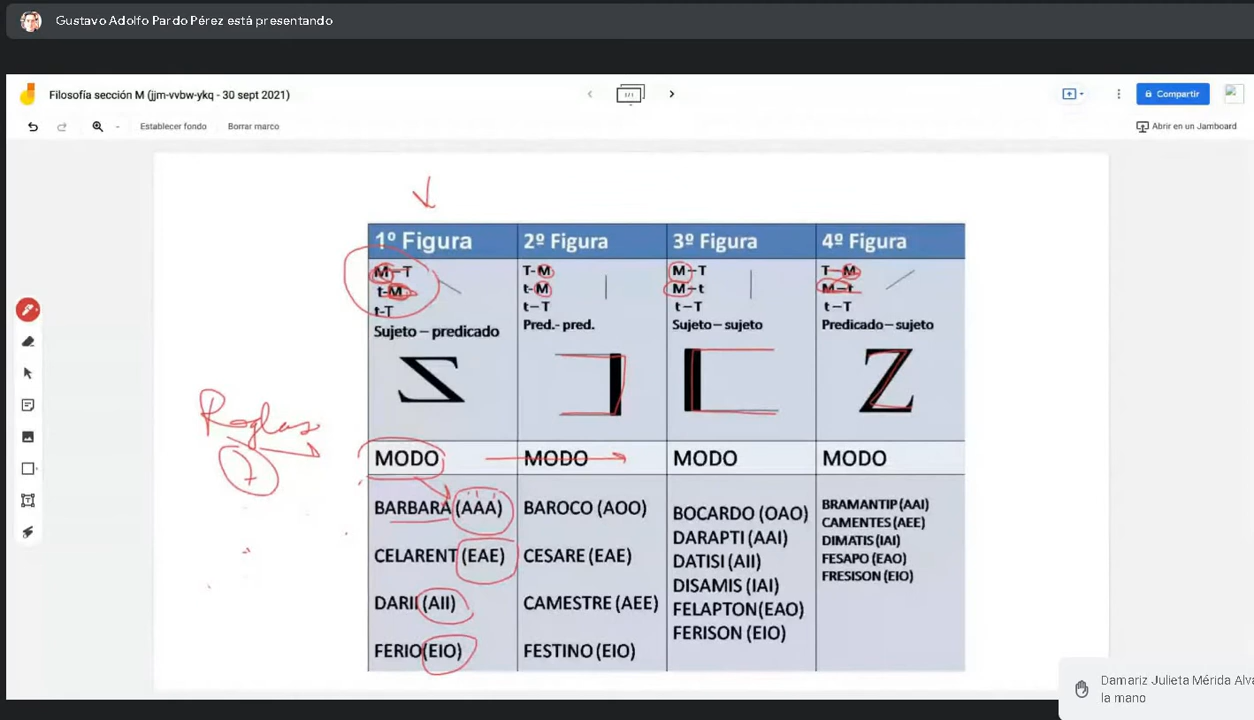 Gustavo Adolfo Pardo Pérez está presentando
Filosofía sección M (jjm-vvbw-ykq - 30 sept 2021)
1/1
Compartir
Establecer fondo
Borrar marco
Abrir en un Jamboard
1º Figura 2º Figura 3º Figura 4º Figura
M–T T-M M–T T–M
t-M t-M M–t M–t
t-T t–T t–T t–T
Sujeto – predicado Pred.- pred. Sujeto – sujeto Predicado – sujeto
Z
Reglas
7
MODO MODO MODO MODO
BARBARA (AAA) BAROCO (AOO) BOCARDO (OAO) BRAMANTIP (AAI)
CAMENTES (AEE)
DARAPTI (AAI) DIMATIS (IAI)
CELARENT (EAE) CESARE (EAE) DATISI (AII) FESAPO (EAO)
DISAMIS (IAI) FRESISON (EIO)
DARII (AII) CAMESTRE (AEE) FELAPTON(EAO)
FERISON (EIO)
FERIO(EIO) FESTINO (EIO)
Damariz Julieta Mérida Alva
la mano